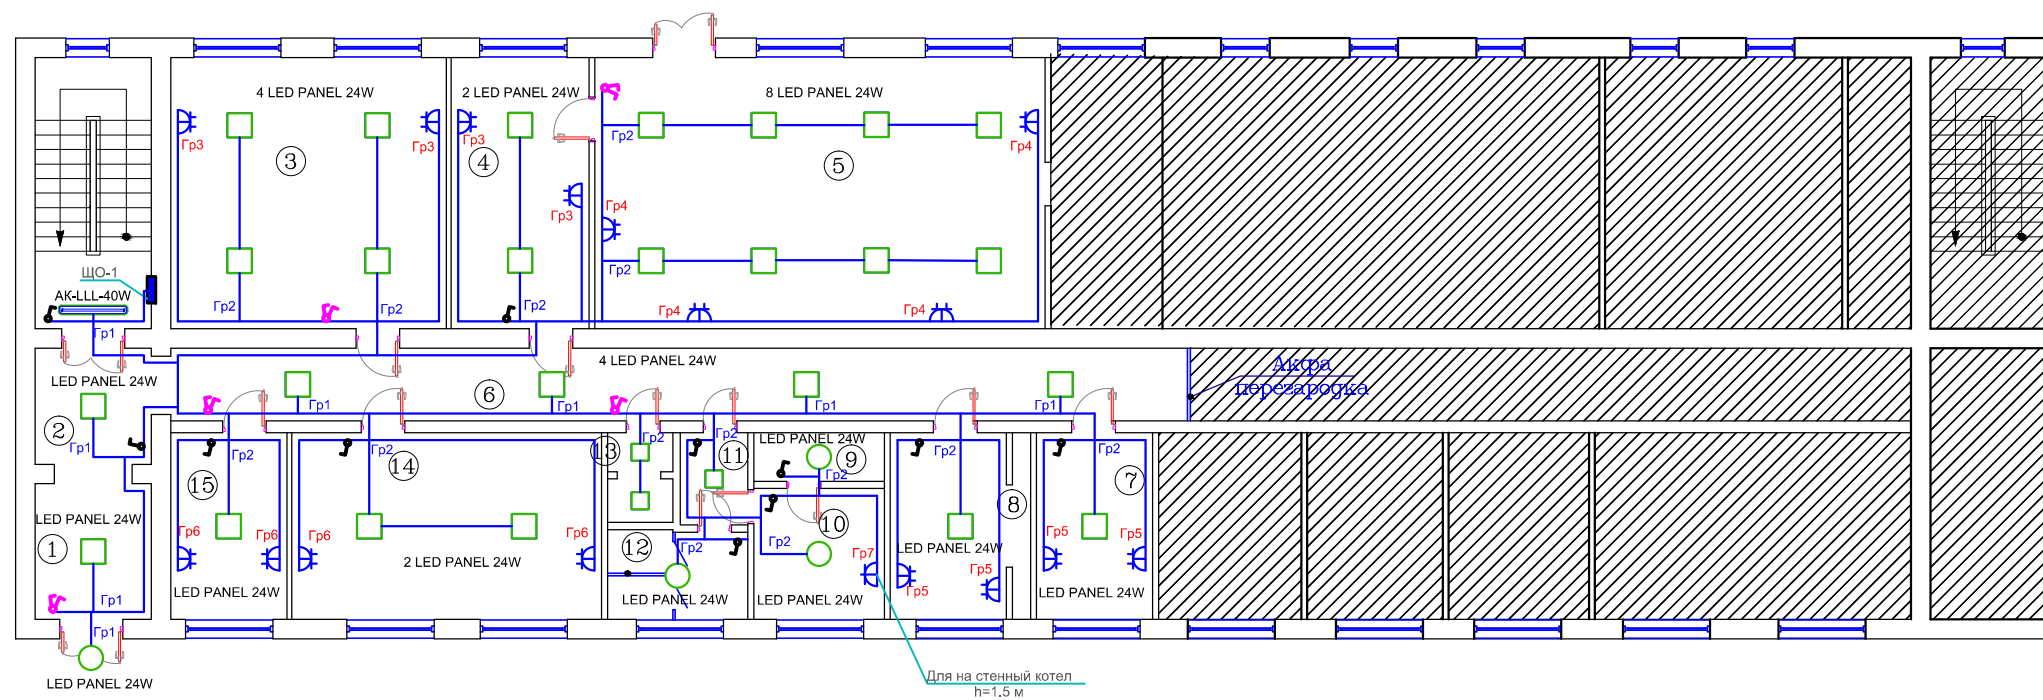 4 LED PANEL 24W
2 LED PANEL 24W
8 LED PANEL 24W
Гр3
Гр3
Гр3
Гр2
Гр4
3
4
5
Гр3
Гр4
ЩО-1
AK-LLL-40W
Гр2
Гр2
Гр2
Гр2
Гр4
Гр4
Гр1
LED PANEL 24W
4 LED PANEL 24W
Акфа
перезародка
6
Гр1
Гр1
Гр1
Гр1
2
Гр1
Гр2
Гр2
Гр2
Гр2
LED PANEL 24W
Гр2
Гр2
13
11
9
Гр2
15
14
7
8
LED PANEL 24W
1
Гр6
Гр6
Гр6
Гр6
12
Гр2
10
Гр2
Гр7
LED PANEL 24W
Гр5
Гр5
Гр5
Гр5
2 LED PANEL 24W
LED PANEL 24W
LED PANEL 24W
LED PANEL 24W
LED PANEL 24W
Гр1
Гр1
LED PANEL 24W
Для на стенный котел
h=1,5 м